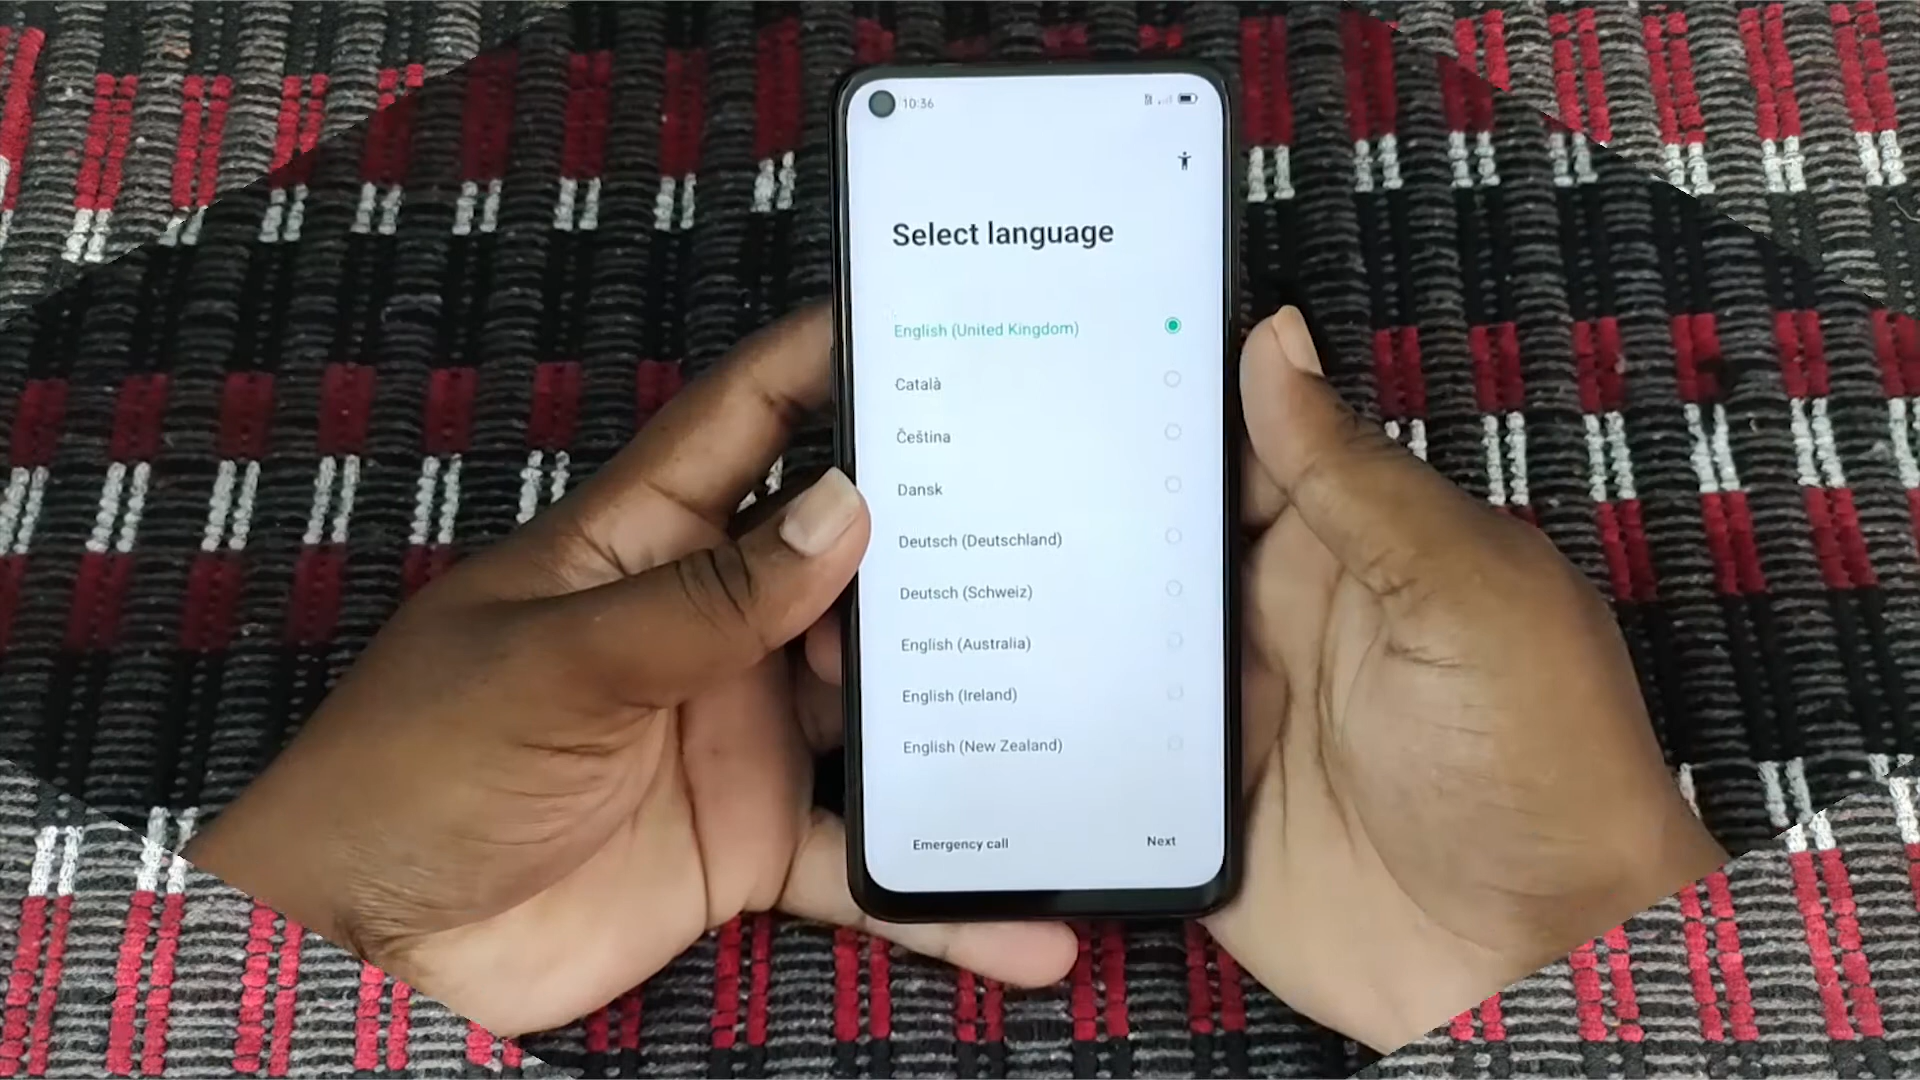 10:36
Select language
English (United Kingdom)
Català
Čeština
Dansk
Deutsch (Deutschland)
Deutsch (Schweiz)
English (Australia)
English (Ireland)
English (New Zealand)
Emergency call
Next